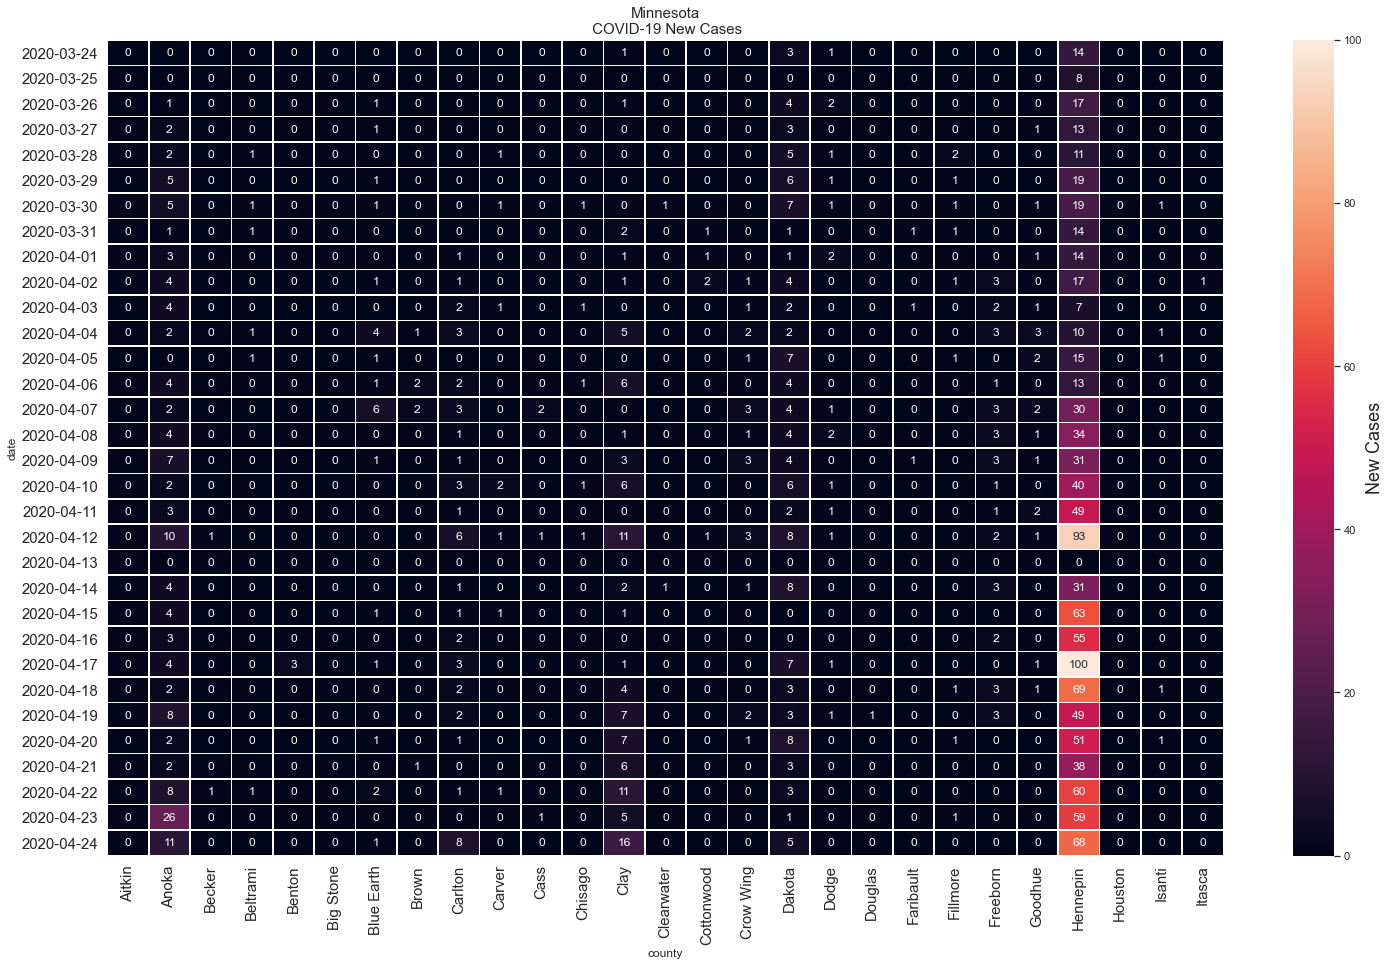 Minnesota
COVID-19 New Cases
2020-03-24 0 0 0 0 0 0 0 0 0 0 0 0 1 0 0 0 3 1 0 0 0 0 0 14 0 0 0
2020-03-25 0 0 0 0 0 0 0 0 0 0 0 0 0 0 0 0 0 0 0 0 0 0 0 8 0 0 0
2020-03-26 0 1 0 0 0 0 1 0 0 0 0 0 1 0 0 0 4 2 0 0 0 0 0 17 0 0 0
2020-03-27 0 2 0 0 0 0 1 0 0 0 0 0 0 0 0 0 3 0 0 0 0 0 1 13 0 0 0
2020-03-28 0 2 0 1 0 0 0 0 0 1 0 0 0 0 0 0 5 1 0 0 2 0 0 11 0 0 0
2020-03-29 0 5 0 0 0 0 1 0 0 0 0 0 0 0 0 0 6 1 0 0 1 0 0 19 0 0 0
2020-03-30 0 5 0 1 0 0 1 0 0 1 0 1 0 1 0 0 7 1 0 0 1 0 1 19 0 1 0
2020-03-31 0 1 0 1 0 0 0 0 0 0 0 0 2 0 1 0 1 0 0 1 1 0 0 14 0 0 0
2020-04-01 0 3 0 0 0 0 0 0 1 0 0 0 1 0 1 0 1 2 0 0 0 0 1 14 0 0 0
2020-04-02 0 4 0 0 0 0 1 0 1 0 0 0 1 0 2 1 4 0 0 0 1 3 0 17 0 0 1
2020-04-03 0 4 0 0 0 0 0 0 2 1 0 1 0 0 0 1 2 0 0 1 0 2 1 7 0 0 0
2020-04-04 0 2 0 1 0 0 4 1 3 0 0 0 5 0 0 2 2 0 0 0 0 3 3 10 0 1 0
2020-04-05 0 0 0 1 0 0 1 0 0 0 0 0 0 0 0 1 7 0 0 0 1 0 2 15 0 1 0
2020-04-06 0 4 0 0 0 0 1 2 2 0 0 1 6 0 0 0 4 0 0 0 0 1 0 13 0 0 0
2020-04-07 0 2 0 0 0 0 6 2 3 0 2 0 0 0 0 3 4 1 0 0 0 3 2 30 0 0 0
2020-04-08 0 4 0 0 0 0 0 0 1 0 0 0 1 0 0 1 4 2 0 0 0 3 1 34 0 0 0
2020-04-09 0 7 0 0 0 0 1 0 1 0 0 0 3 0 0 3 4 0 0 1 0 3 1 31 0 0 0
2020-04-10 0 2 0 0 0 0 0 0 3 2 0 1 6 0 0 0 6 1 0 0 0 1 0 40 0 0 0
2020-04-11 0 3 0 0 0 0 0 0 1 0 0 0 0 0 0 0 2 1 0 0 0 1 2 49 0 0 0
2020-04-12 0 10 1 0 0 0 0 0 6 1 1 1 11 0 1 3 8 1 0 0 0 2 1 93 0 0 0
2020-04-13 0 0 0 0 0 0 0 0 0 0 0 0 0 0 0 0 0 0 0 0 0 0 0 0 0 0 0
2020-04-14 0 4 0 0 0 0 0 0 1 0 0 0 2 1 0 1 8 0 0 0 0 3 0 31 0 0 0
2020-04-15 0 4 0 0 0 0 1 0 1 1 0 0 1 0 0 0 0 0 0 0 0 0 0 63 0 0 0
2020-04-16 0 3 0 0 0 0 0 0 2 0 0 0 0 0 0 0 0 0 0 0 0 2 0 55 0 0 0
2020-04-17 0 4 0 0 3 0 1 0 3 0 0 0 1 0 0 0 7 1 0 0 0 0 1 100 0 0 0
2020-04-18 0 2 0 0 0 0 0 0 2 0 0 0 4 0 0 0 3 0 0 0 1 3 1 69 0 1 0
2020-04-19 0 8 0 0 0 0 0 0 2 0 0 0 7 0 0 2 3 1 1 0 0 3 0 49 0 0 0
2020-04-20 0 2 0 0 0 0 1 0 1 0 0 0 7 0 0 1 8 0 0 0 1 0 0 51 0 1 0
2020-04-21 0 2 0 0 0 0 0 1 0 0 0 0 6 0 0 0 3 0 0 0 0 0 0 38 0 0 0
2020-04-22 0 8 1 1 0 0 2 0 1 1 0 0 11 0 0 0 3 0 0 0 0 0 0 60 0 0 0
2020-04-23 0 26 0 0 0 0 0 0 0 0 1 0 5 0 0 0 1 0 0 0 1 0 0 59 0 0 0
2020-04-24 0 11 0 0 0 0 1 0 8 0 0 0 16 0 0 0 5 0 0 0 0 0 0 68 0 0 0
date
Aitkin Anoka Becker Beltrami Benton Big Stone Blue Earth Brown Carlton Carver Cass Chisago Clay Clearwater Cottonwood Crow Wing Dakota Dodge Douglas Faribault Fillmore Freeborn Goodhue Hennepin Houston Isanti Itasca
county
100
80
60
40
20
0
New Cases